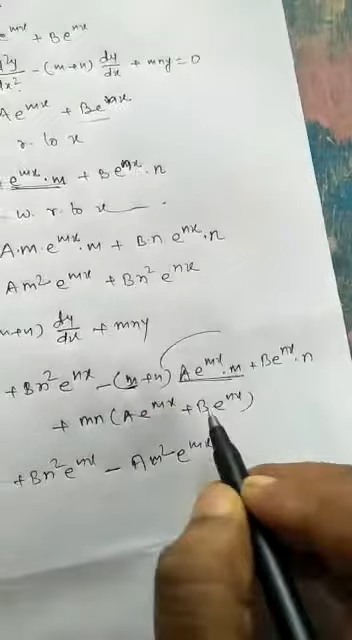 e^{mx} + Be^{nx}
d²y/dx² - (m+n) dy/dx + mny = 0
Ae^{mx} + Be^{nx}
r. to x
e^{mx}·m + Be^{nx}·n
w. r. to x
A·m·e^{mx}·m + B·n e^{nx}·n
Am² e^{mx} + Bn² e^{nx}
m+n) dy/dx + mny
+ Bn² e^{nx} - (m+n) Ae^{mx}·m + Be^{nx}·n
+ mn (Ae^{mx} + Be^{nx})
+ Bn² e^{nx} - Am² e^{mx}